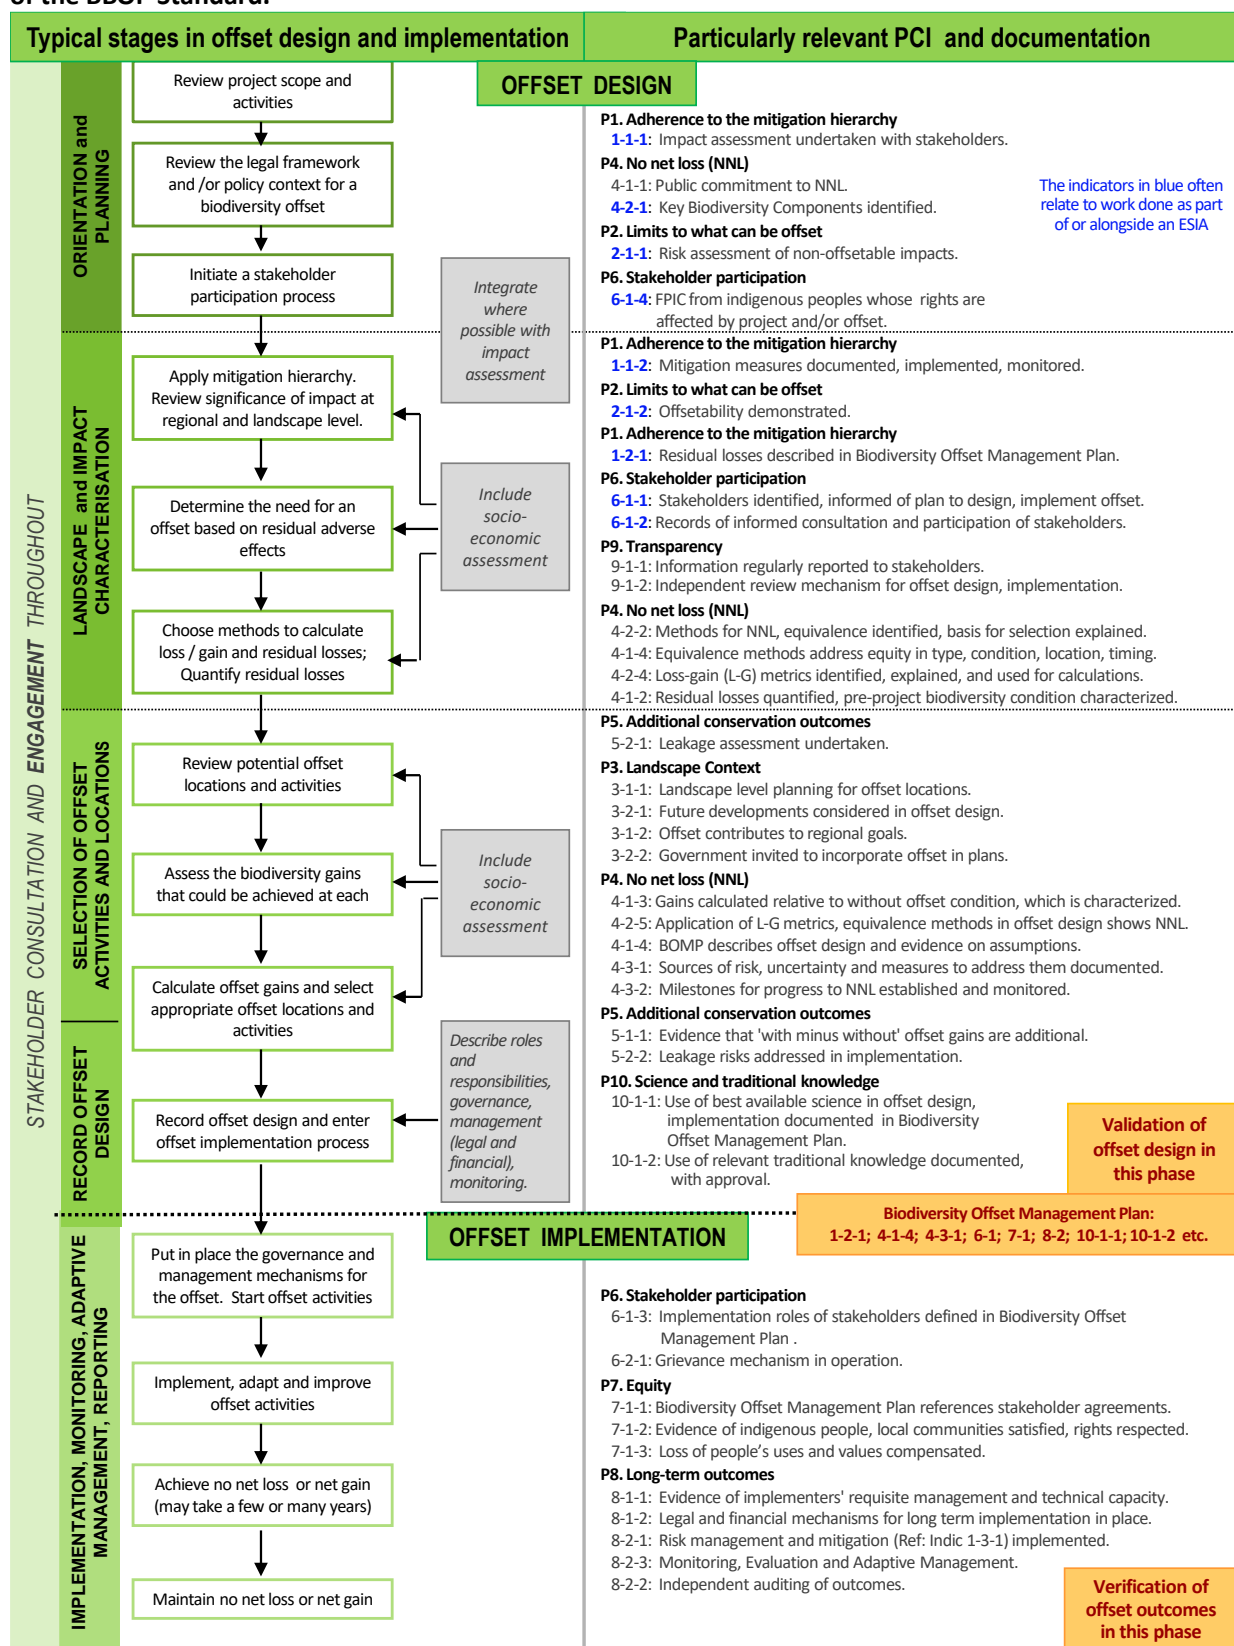 of the BBOP Standard.
Typical stages in offset design and implementation
Particularly relevant PCI and documentation
OFFSET DESIGN
STAKEHOLDER CONSULTATION AND ENGAGEMENT THROUGHOUT
ORIENTATION and
PLANNING
Review project scope and
activities
Review the legal framework
and /or policy context for a
biodiversity offset
Initiate a stakeholder
participation process
Integrate
where
possible with
impact
assessment
P1. Adherence to the mitigation hierarchy
1-1-1: Impact assessment undertaken with stakeholders.
P4. No net loss (NNL)
4-1-1: Public commitment to NNL.
4-2-1: Key Biodiversity Components identified.
P2. Limits to what can be offset
2-1-1: Risk assessment of non-offsetable impacts.
P6. Stakeholder participation
6-1-4: FPIC from indigenous peoples whose rights are
affected by project and/or offset.
The indicators in blue often
relate to work done as part
of or alongside an ESIA
LANDSCAPE and IMPACT
CHARACTERISATION
Apply mitigation hierarchy.
Review significance of impact at
regional and landscape level.
Determine the need for an
offset based on residual adverse
effects
Choose methods to calculate
loss / gain and residual losses;
Quantify residual losses
Include
socio-
economic
assessment
P1. Adherence to the mitigation hierarchy
1-1-2: Mitigation measures documented, implemented, monitored.
P2. Limits to what can be offset
2-1-2: Offsetability demonstrated.
P1. Adherence to the mitigation hierarchy
1-2-1: Residual losses described in Biodiversity Offset Management Plan.
P6. Stakeholder participation
6-1-1: Stakeholders identified, informed of plan to design, implement offset.
6-1-2: Records of informed consultation and participation of stakeholders.
P9. Transparency
9-1-1: Information regularly reported to stakeholders.
9-1-2: Independent review mechanism for offset design, implementation.
P4. No net loss (NNL)
4-2-2: Methods for NNL, equivalence identified, basis for selection explained.
4-1-4: Equivalence methods address equity in type, condition, location, timing.
4-2-4: Loss-gain (L-G) metrics identified, explained, and used for calculations.
4-1-2: Residual losses quantified, pre-project biodiversity condition characterized.
SELECTION OF OFFSET
ACTIVITIES AND LOCATIONS
Review potential offset
locations and activities
Assess the biodiversity gains
that could be achieved at each
Calculate offset gains and select
appropriate offset locations and
activities
Include
socio-
economic
assessment
P5. Additional conservation outcomes
5-2-1: Leakage assessment undertaken.
P3. Landscape Context
3-1-1: Landscape level planning for offset locations.
3-2-1: Future developments considered in offset design.
3-1-2: Offset contributes to regional goals.
3-2-2: Government invited to incorporate offset in plans.
P4. No net loss (NNL)
4-1-3: Gains calculated relative to without offset condition, which is characterized.
4-2-5: Application of L-G metrics, equivalence methods in offset design shows NNL.
4-1-4: BOMP describes offset design and evidence on assumptions.
4-3-1: Sources of risk, uncertainty and measures to address them documented.
4-3-2: Milestones for progress to NNL established and monitored.
P5. Additional conservation outcomes
5-1-1: Evidence that 'with minus without' offset gains are additional.
5-2-2: Leakage risks addressed in implementation.
RECORD OFFSET
DESIGN
Record offset design and enter
offset implementation process
Describe roles
and
responsibilities,
governance,
management
(legal and
financial),
monitoring.
P10. Science and traditional knowledge
10-1-1: Use of best available science in offset design,
implementation documented in Biodiversity
Offset Management Plan.
10-1-2: Use of relevant traditional knowledge documented,
with approval.
Validation of
offset design in
this phase
Biodiversity Offset Management Plan:
1-2-1; 4-1-4; 4-3-1; 6-1; 7-1; 8-2; 10-1-1; 10-1-2 etc.
OFFSET IMPLEMENTATION
IMPLEMENTATION, MONITORING, ADAPTIVE
MANAGEMENT, REPORTING
Put in place the governance and
management mechanisms for
the offset. Start offset activities
Implement, adapt and improve
offset activities
Achieve no net loss or net gain
(may take a few or many years)
Maintain no net loss or net gain
P6. Stakeholder participation
6-1-3: Implementation roles of stakeholders defined in Biodiversity Offset
Management Plan .
6-2-1: Grievance mechanism in operation.
P7. Equity
7-1-1: Biodiversity Offset Management Plan references stakeholder agreements.
7-1-2: Evidence of indigenous people, local communities satisfied, rights respected.
7-1-3: Loss of people’s uses and values compensated.
P8. Long-term outcomes
8-1-1: Evidence of implementers' requisite management and technical capacity.
8-1-2: Legal and financial mechanisms for long term implementation in place.
8-2-1: Risk management and mitigation (Ref: Indic 1-3-1) implemented.
8-2-3: Monitoring, Evaluation and Adaptive Management.
8-2-2: Independent auditing of outcomes.
Verification of
offset outcomes
in this phase